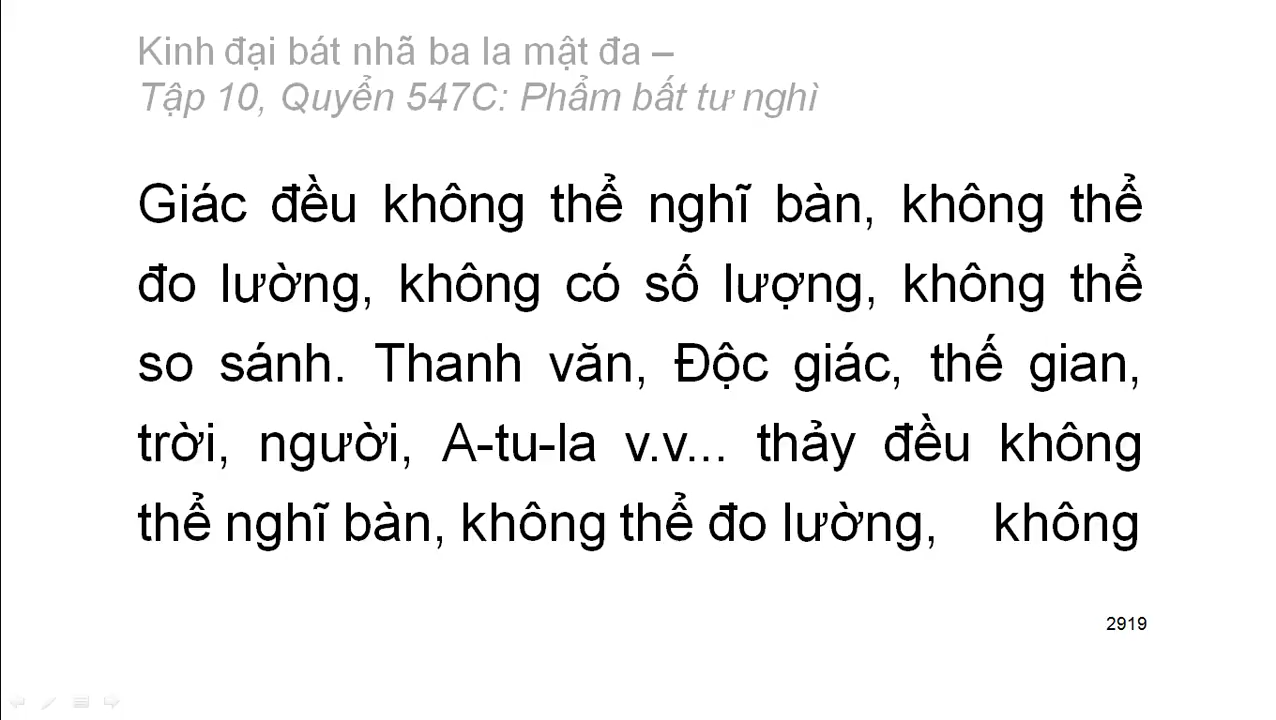 Kinh đại bát nhã ba la mật đa –
Tập 10, Quyển 547C: Phẩm bất tư nghì
Giác đều không thể nghĩ bàn, không thể
đo lường, không có số lượng, không thể
so sánh. Thanh văn, Độc giác, thế gian,
trời, người, A-tu-la v.v... thảy đều không
thể nghĩ bàn, không thể đo lường, không
2919